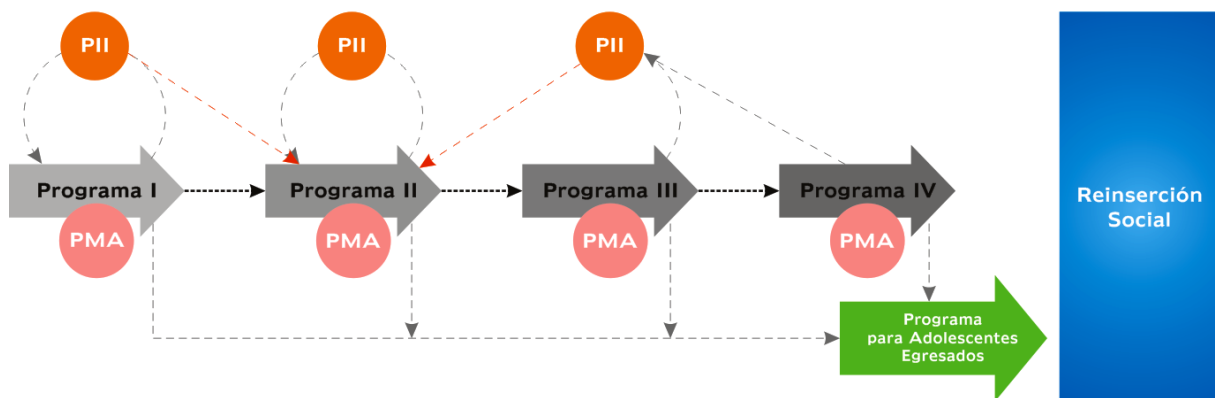 PII
PII
PII
Programa I
Programa II
Programa III
Programa IV
PMA
PMA
PMA
PMA
Reinserción
Social
Programa
para Adolescentes
Egresados